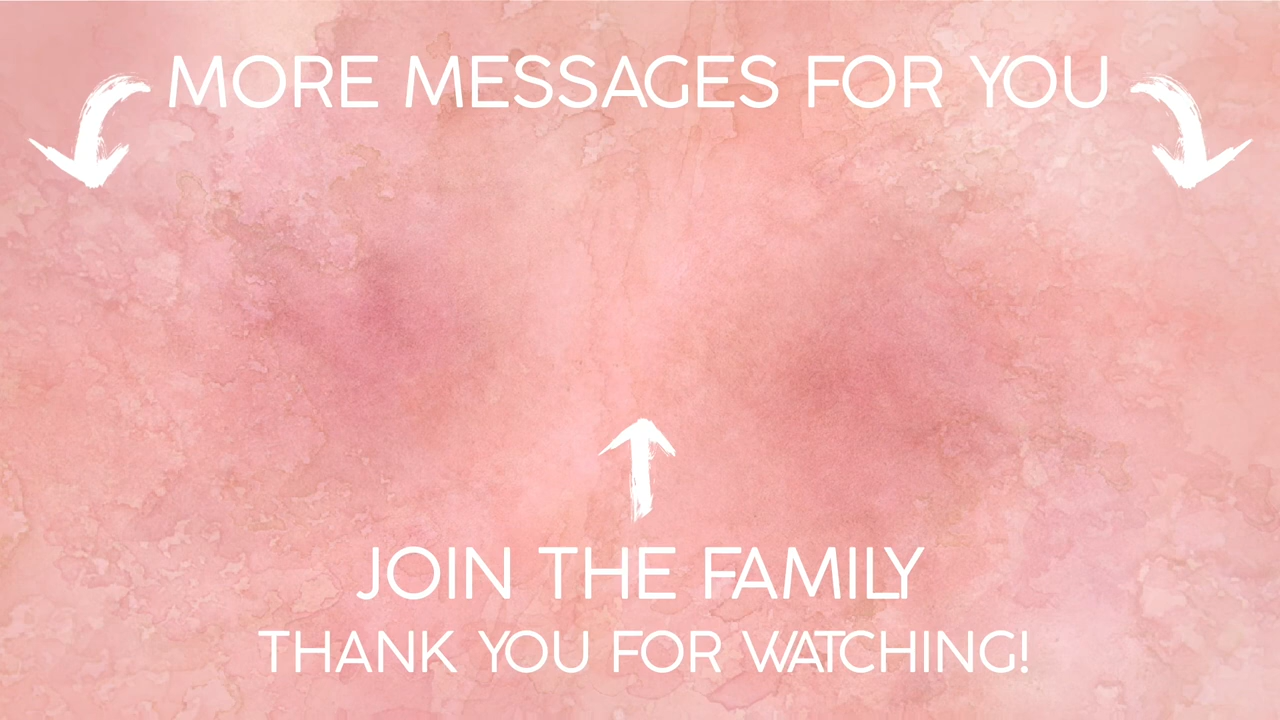 MORE MESSAGES FOR YOU
JOIN THE FAMILY
THANK YOU FOR WATCHING!